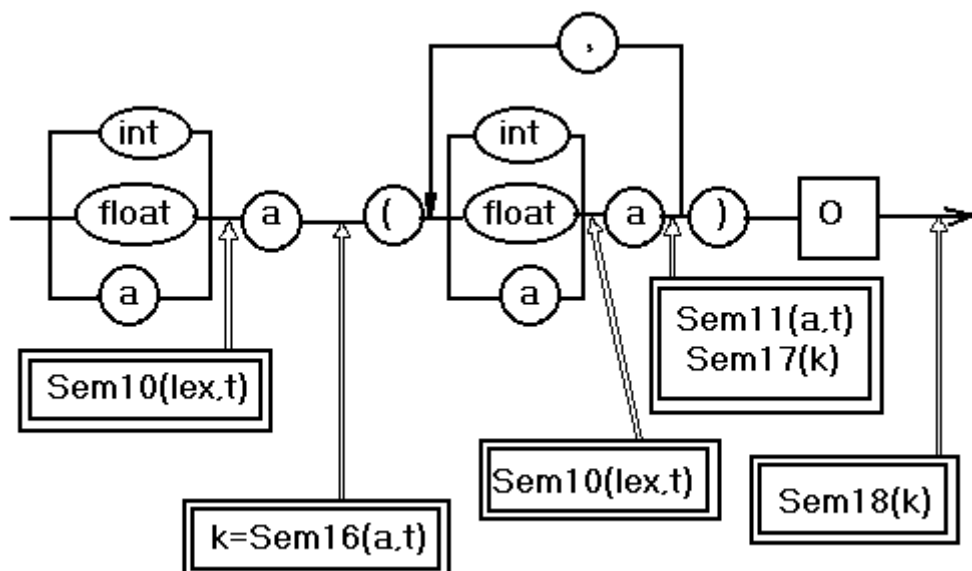 ,
int
int
float
a
(
float
a
)
O
a
a
Sem11(a,t)
Sem17(k)
Sem10(lex,t)
Sem10(lex,t)
Sem18(k)
k=Sem16(a,t)